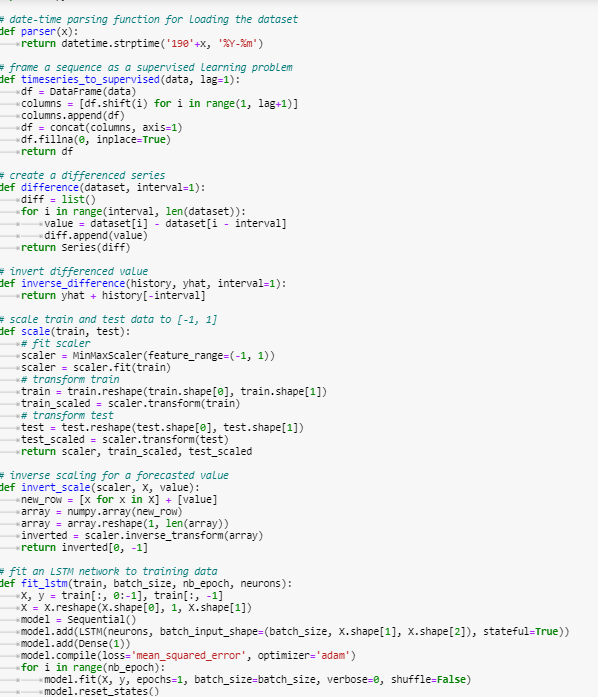 # date-time parsing function for loading the dataset
def parser(x):
	return datetime.strptime('190'+x, '%Y-%m')

# frame a sequence as a supervised learning problem
def timeseries_to_supervised(data, lag=1):
	df = DataFrame(data)
	columns = [df.shift(i) for i in range(1, lag+1)]
	columns.append(df)
	df = concat(columns, axis=1)
	df.fillna(0, inplace=True)
	return df

# create a differenced series
def difference(dataset, interval=1):
	diff = list()
	for i in range(interval, len(dataset)):
		value = dataset[i] - dataset[i - interval]
		diff.append(value)
	return Series(diff)

# invert differenced value
def inverse_difference(history, yhat, interval=1):
	return yhat + history[-interval]

# scale train and test data to [-1, 1]
def scale(train, test):
	# fit scaler
	scaler = MinMaxScaler(feature_range=(-1, 1))
	scaler = scaler.fit(train)
	# transform train
	train = train.reshape(train.shape[0], train.shape[1])
	train_scaled = scaler.transform(train)
	# transform test
	test = test.reshape(test.shape[0], test.shape[1])
	test_scaled = scaler.transform(test)
	return scaler, train_scaled, test_scaled

# inverse scaling for a forecasted value
def invert_scale(scaler, X, value):
	new_row = [x for x in X] + [value]
	array = numpy.array(new_row)
	array = array.reshape(1, len(array))
	inverted = scaler.inverse_transform(array)
	return inverted[0, -1]

# fit an LSTM network to training data
def fit_lstm(train, batch_size, nb_epoch, neurons):
	X, y = train[:, 0:-1], train[:, -1]
	X = X.reshape(X.shape[0], 1, X.shape[1])
	model = Sequential()
	model.add(LSTM(neurons, batch_input_shape=(batch_size, X.shape[1], X.shape[2]), stateful=True))
	model.add(Dense(1))
	model.compile(loss='mean_squared_error', optimizer='adam')
	for i in range(nb_epoch):
		model.fit(X, y, epochs=1, batch_size=batch_size, verbose=0, shuffle=False)
		model.reset_states()